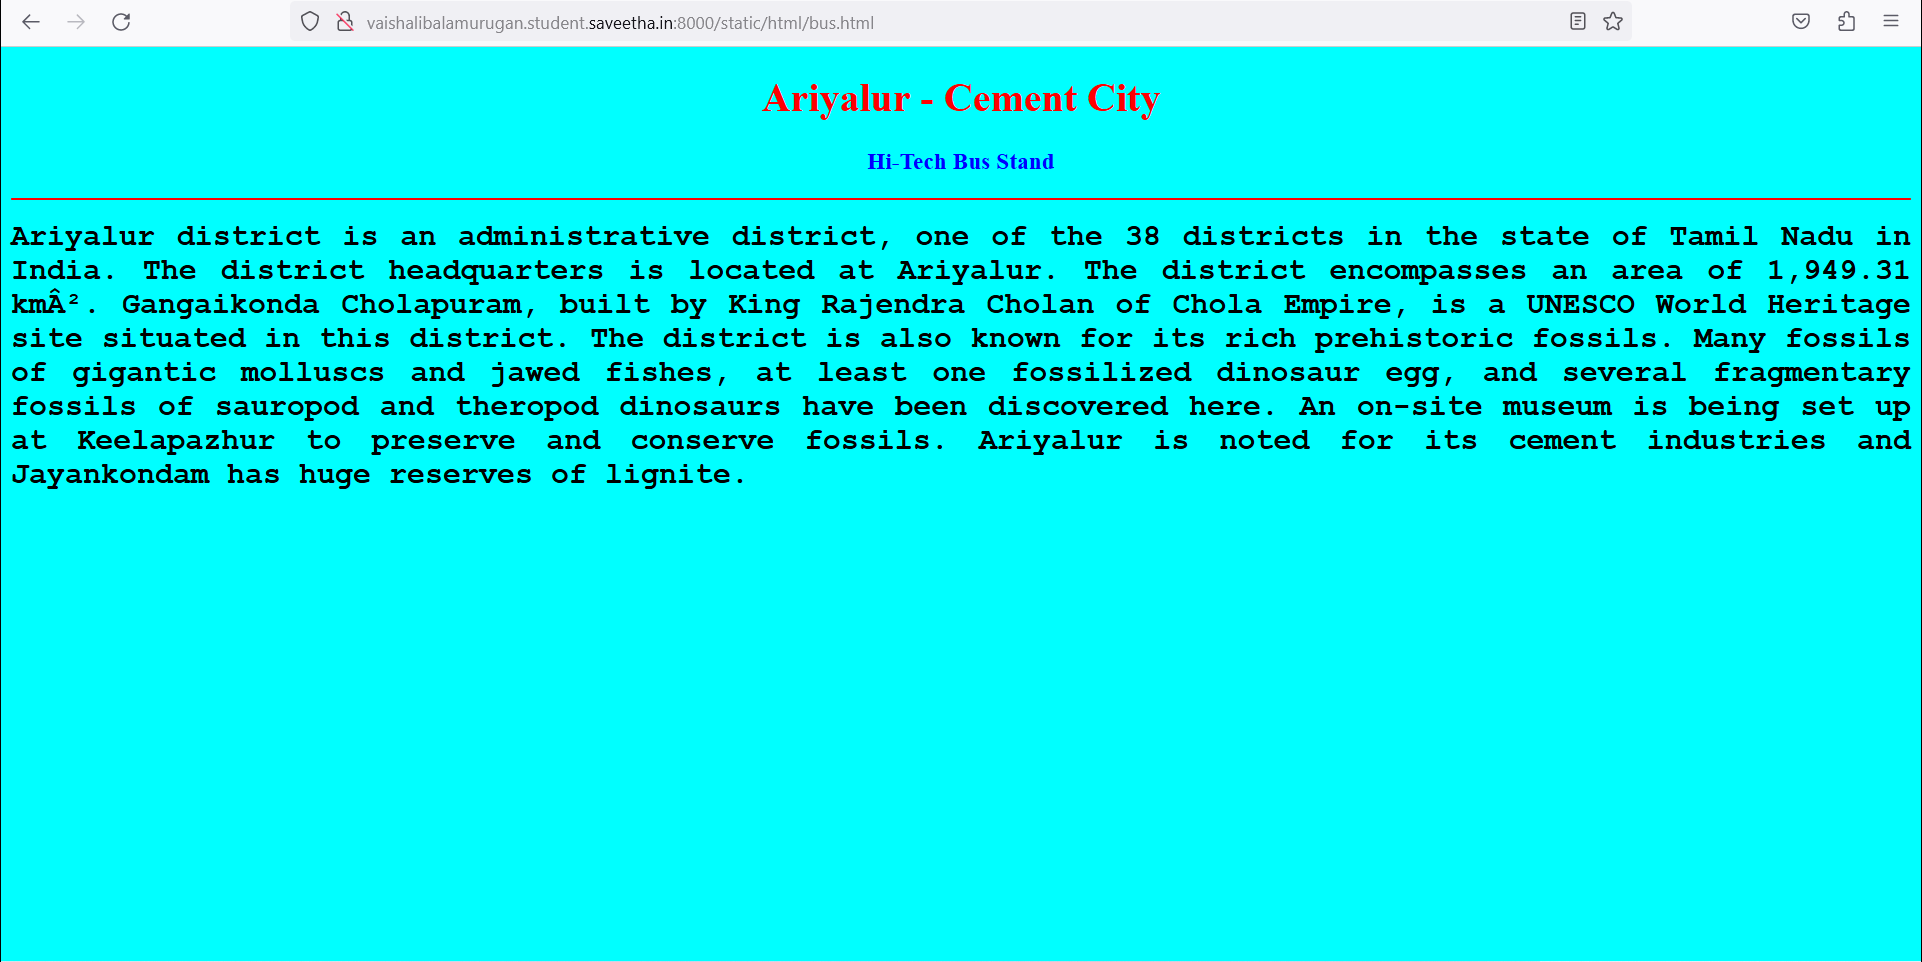 vaishalibalamurugan.student.saveetha.in:8000/static/html/bus.html
Ariyalur - Cement City
Hi-Tech Bus Stand
Ariyalur district is an administrative district, one of the 38 districts in the state of Tamil Nadu in
India. The district headquarters is located at Ariyalur. The district encompasses an area of 1,949.31
kmÂ². Gangaikonda Cholapuram, built by King Rajendra Cholan of Chola Empire, is a UNESCO World Heritage
site situated in this district. The district is also known for its rich prehistoric fossils. Many fossils
of gigantic molluscs and jawed fishes, at least one fossilized dinosaur egg, and several fragmentary
fossils of sauropod and theropod dinosaurs have been discovered here. An on-site museum is being set up
at Keelapazhur to preserve and conserve fossils. Ariyalur is noted for its cement industries and
Jayankondam has huge reserves of lignite.